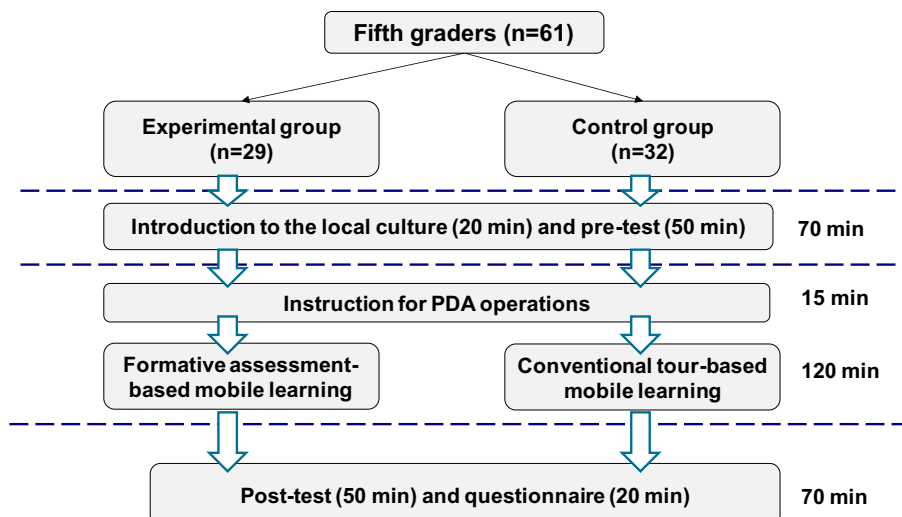 Fifth graders (n=61)
Experimental group
(n=29)
Control group
(n=32)
Introduction to the local culture (20 min) and pre-test (50 min)
70 min
Instruction for PDA operations
15 min
Formative assessment-
based mobile learning
Conventional tour-based
mobile learning
120 min
Post-test (50 min) and questionnaire (20 min)
70 min